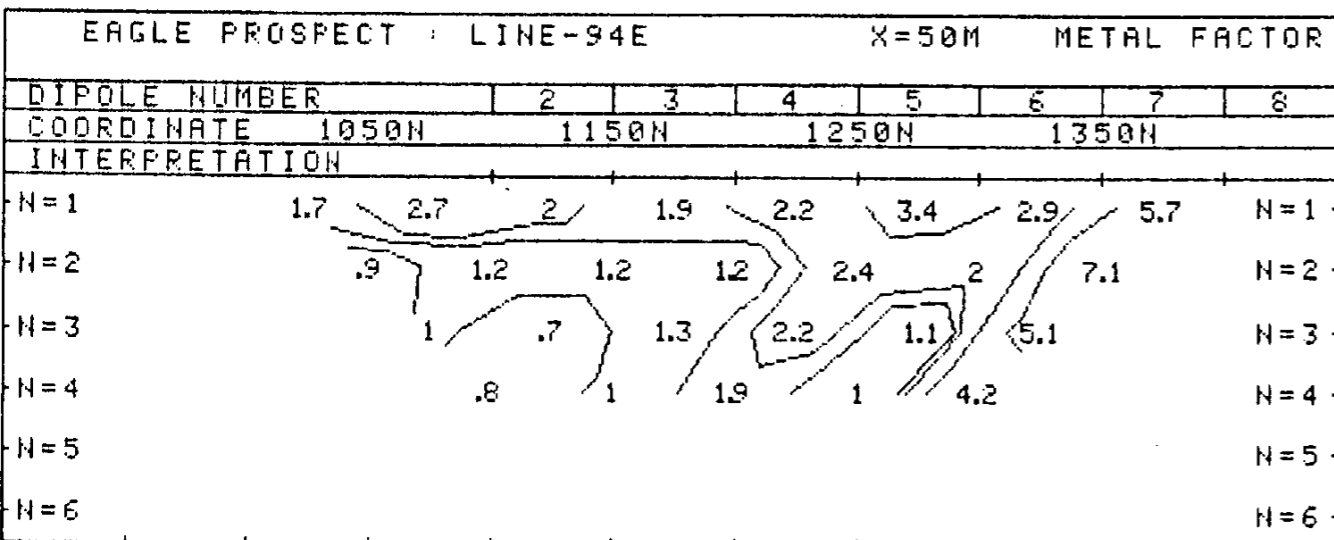 EAGLE PROSPECT : LINE-94E X=50M METAL FACTOR
DIPOLE NUMBER 2 3 4 5 6 7 8
COORDINATE 1050N 1150N 1250N 1350N
INTERPRETATION
N=1 1.7 2.7 2 1.9 2.2 3.4 2.9 5.7 N=1
N=2 .9 1.2 1.2 1.2 2.4 2 7.1 N=2
N=3 1 .7 1.3 2.2 1.1 5.1 N=3
N=4 .8 1 1.9 1 4.2 N=4
N=5 N=5
N=6 N=6